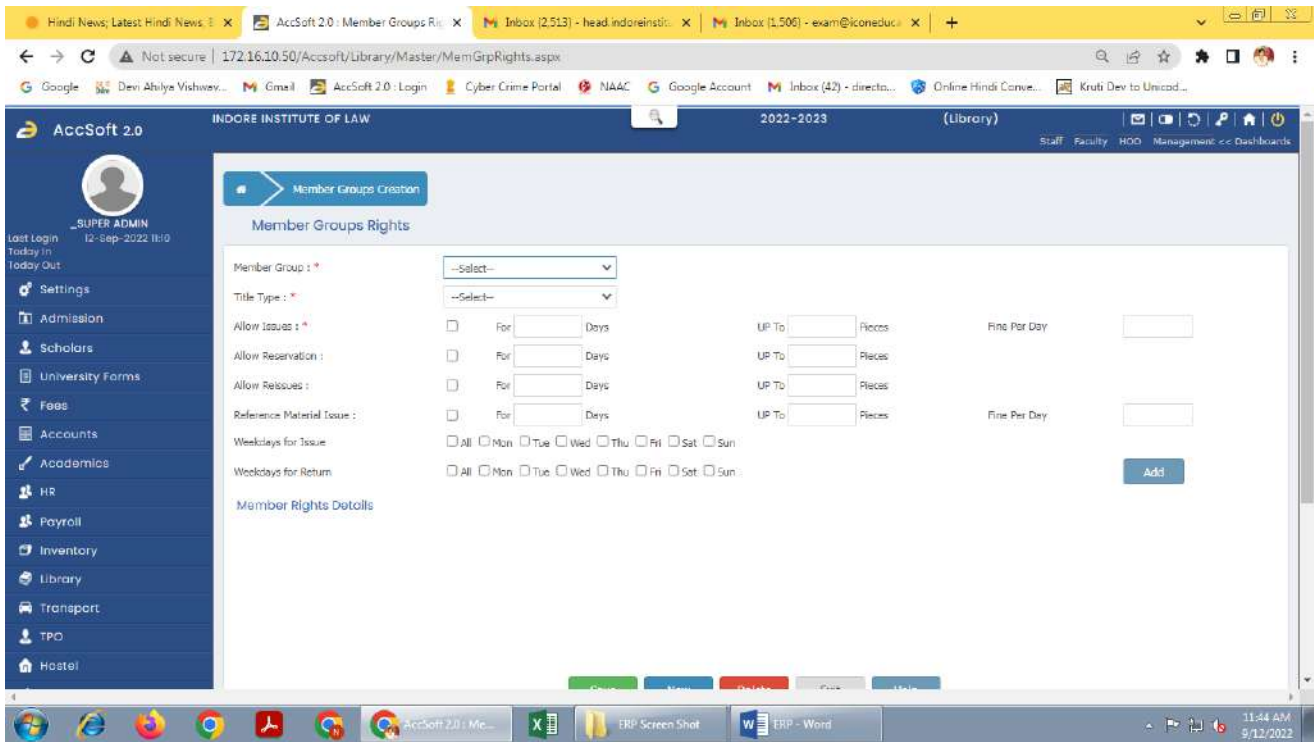 Hindi News; Latest Hindi News, E
AccSoft 2.0 : Member Groups Ri
Inbox (2,513) - head.indoreinstit
Inbox (1,506) - exam@iconeduca
Not secure | 172.16.10.50/Accsoft/Library/Master/MemGrpRights.aspx
Google Devi Ahilya Vishwav... Gmail AccSoft 2.0 : Login Cyber Crime Portal NAAC Google Account Inbox (42) - directo... Online Hindi Conve... Kruti Dev to Unicod...
AccSoft 2.0 INDORE INSTITUTE OF LAW 2022-2023 (Library)
Staff Faculty HOD Management << Dashboards
_SUPER ADMIN
Last Login 12-Sep-2022 11:10
Today In
Today Out
Settings
Admission
Scholars
University Forms
Fees
Accounts
Academics
HR
Payroll
Inventory
Library
Transport
TPO
Hostel
Member Groups Creation
Member Groups Rights
Member Group : * --Select--
Title Type : * --Select--
Allow Issues : * For Days UP To Pieces Fine Per Day
Allow Reservation : For Days UP To Pieces
Allow Reissues : For Days UP To Pieces
Reference Material Issue : For Days UP To Pieces Fine Per Day
Weekdays for Issue All Mon Tue Wed Thu Fri Sat Sun
Weekdays for Return All Mon Tue Wed Thu Fri Sat Sun
Add
Member Rights Details
Save New Delete Exit Help
AccSoft 2.0 : Me... ERP Screen Shot ERP - Word
11:44 AM
9/12/2022